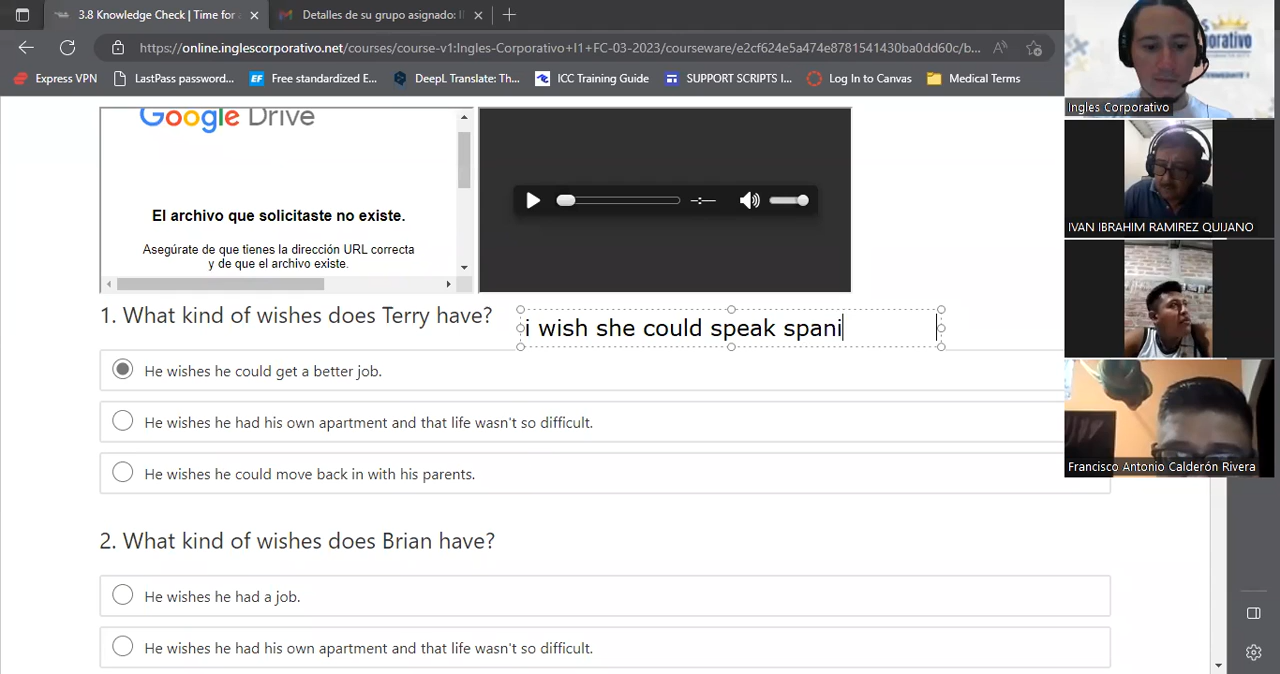 3.8 Knowledge Check | Time for a
Detalles de su grupo asignado: I
https://online.inglescorporativo.net/courses/course-v1:Ingles-Corporativo+I1+FC-03-2023/courseware/e2cf624e5a474e8781541430ba0dd60c/b...
Express VPN
LastPass password...
EF Free standardized E...
DeepL Translate: Th...
ICC Training Guide
SUPPORT SCRIPTS I...
Log In to Canvas
Medical Terms
Google Drive
El archivo que solicitaste no existe.
Asegúrate de que tienes la dirección URL correcta
y de que el archivo existe.
-:--
1. What kind of wishes does Terry have?
i wish she could speak spani
He wishes he could get a better job.
He wishes he had his own apartment and that life wasn't so difficult.
He wishes he could move back in with his parents.
2. What kind of wishes does Brian have?
He wishes he had a job.
He wishes he had his own apartment and that life wasn't so difficult.
Ingles Corporativo
IVAN IBRAHIM RAMIREZ QUIJANO
Francisco Antonio Calderón Rivera